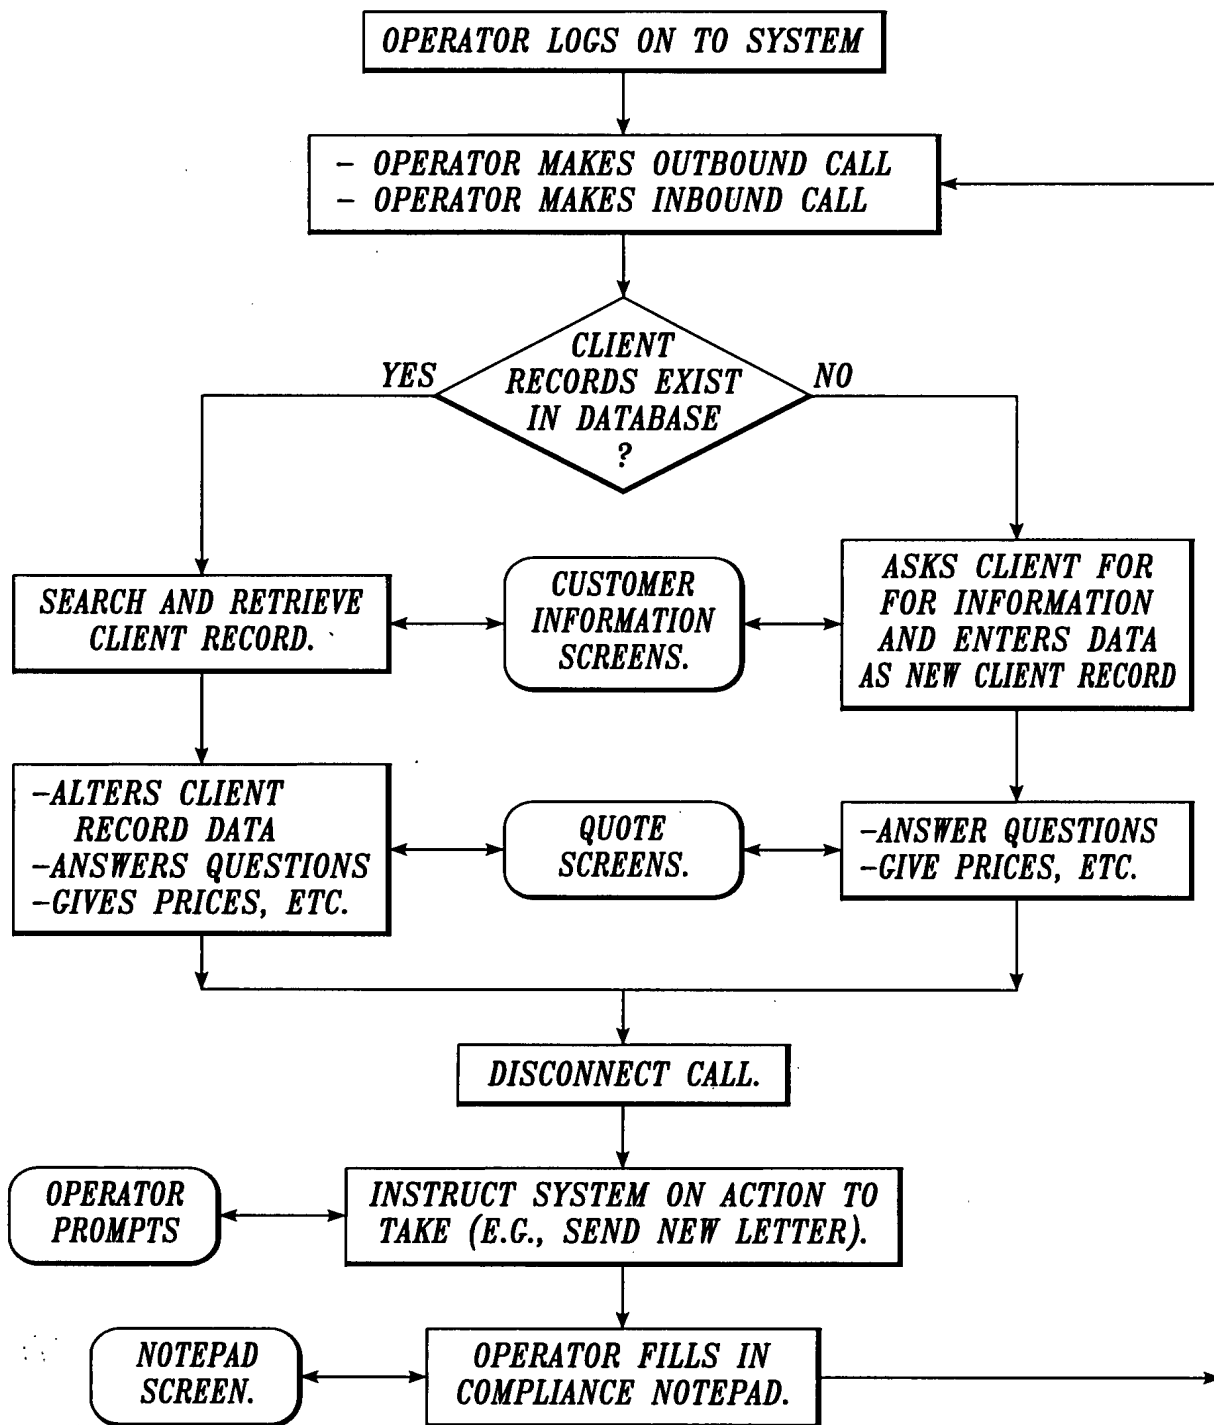 OPERATOR LOGS ON TO SYSTEM
– OPERATOR MAKES OUTBOUND CALL
– OPERATOR MAKES INBOUND CALL
CLIENT
RECORDS EXIST
IN DATABASE
?
YES
NO
SEARCH AND RETRIEVE
CLIENT RECORD.
CUSTOMER
INFORMATION
SCREENS.
ASKS CLIENT FOR
FOR INFORMATION
AND ENTERS DATA
AS NEW CLIENT RECORD
–ALTERS CLIENT
RECORD DATA
–ANSWERS QUESTIONS
–GIVES PRICES, ETC.
QUOTE
SCREENS.
–ANSWER QUESTIONS
–GIVE PRICES, ETC.
DISCONNECT CALL.
OPERATOR
PROMPTS
INSTRUCT SYSTEM ON ACTION TO
TAKE (E.G., SEND NEW LETTER).
NOTEPAD
SCREEN.
OPERATOR FILLS IN
COMPLIANCE NOTEPAD.